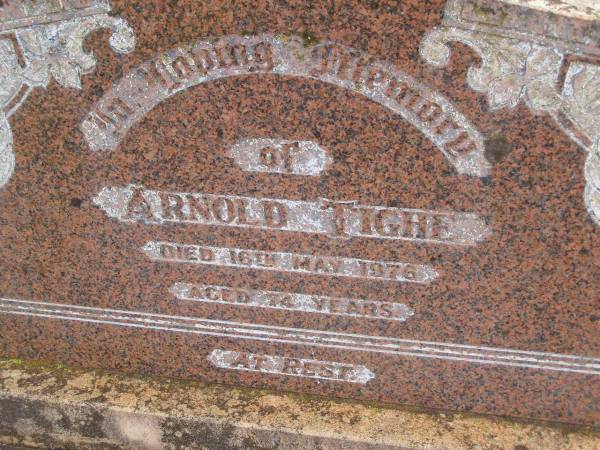 In Loving Memory
of
ARNOLD TIGHE
DIED 16TH MAY 1976
AGED 74 YEARS
AT REST